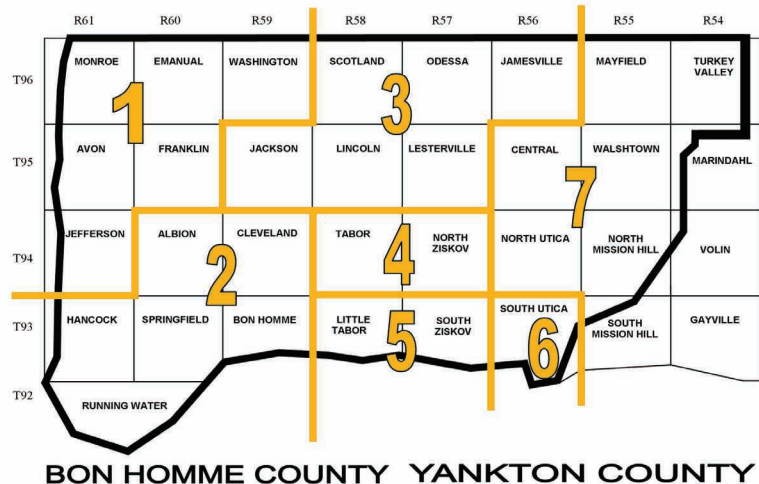 R61 R60 R59 R58 R57 R56 R55 R54
T96
MONROE EMANUAL WASHINGTON SCOTLAND ODESSA JAMESVILLE MAYFIELD TURKEY
VALLEY
1 3
T95
AVON FRANKLIN JACKSON LINCOLN LESTERVILLE CENTRAL WALSHTOWN MARINDAHL
7
T94
JEFFERSON ALBION CLEVELAND TABOR NORTH
ZISKOV NORTH UTICA NORTH
MISSION HILL VOLIN
2 4
T93
HANCOCK SPRINGFIELD BON HOMME LITTLE
TABOR SOUTH
ZISKOV SOUTH UTICA SOUTH
MISSION HILL GAYVILLE
5 6
T92
RUNNING WATER
BON HOMME COUNTY YANKTON COUNTY